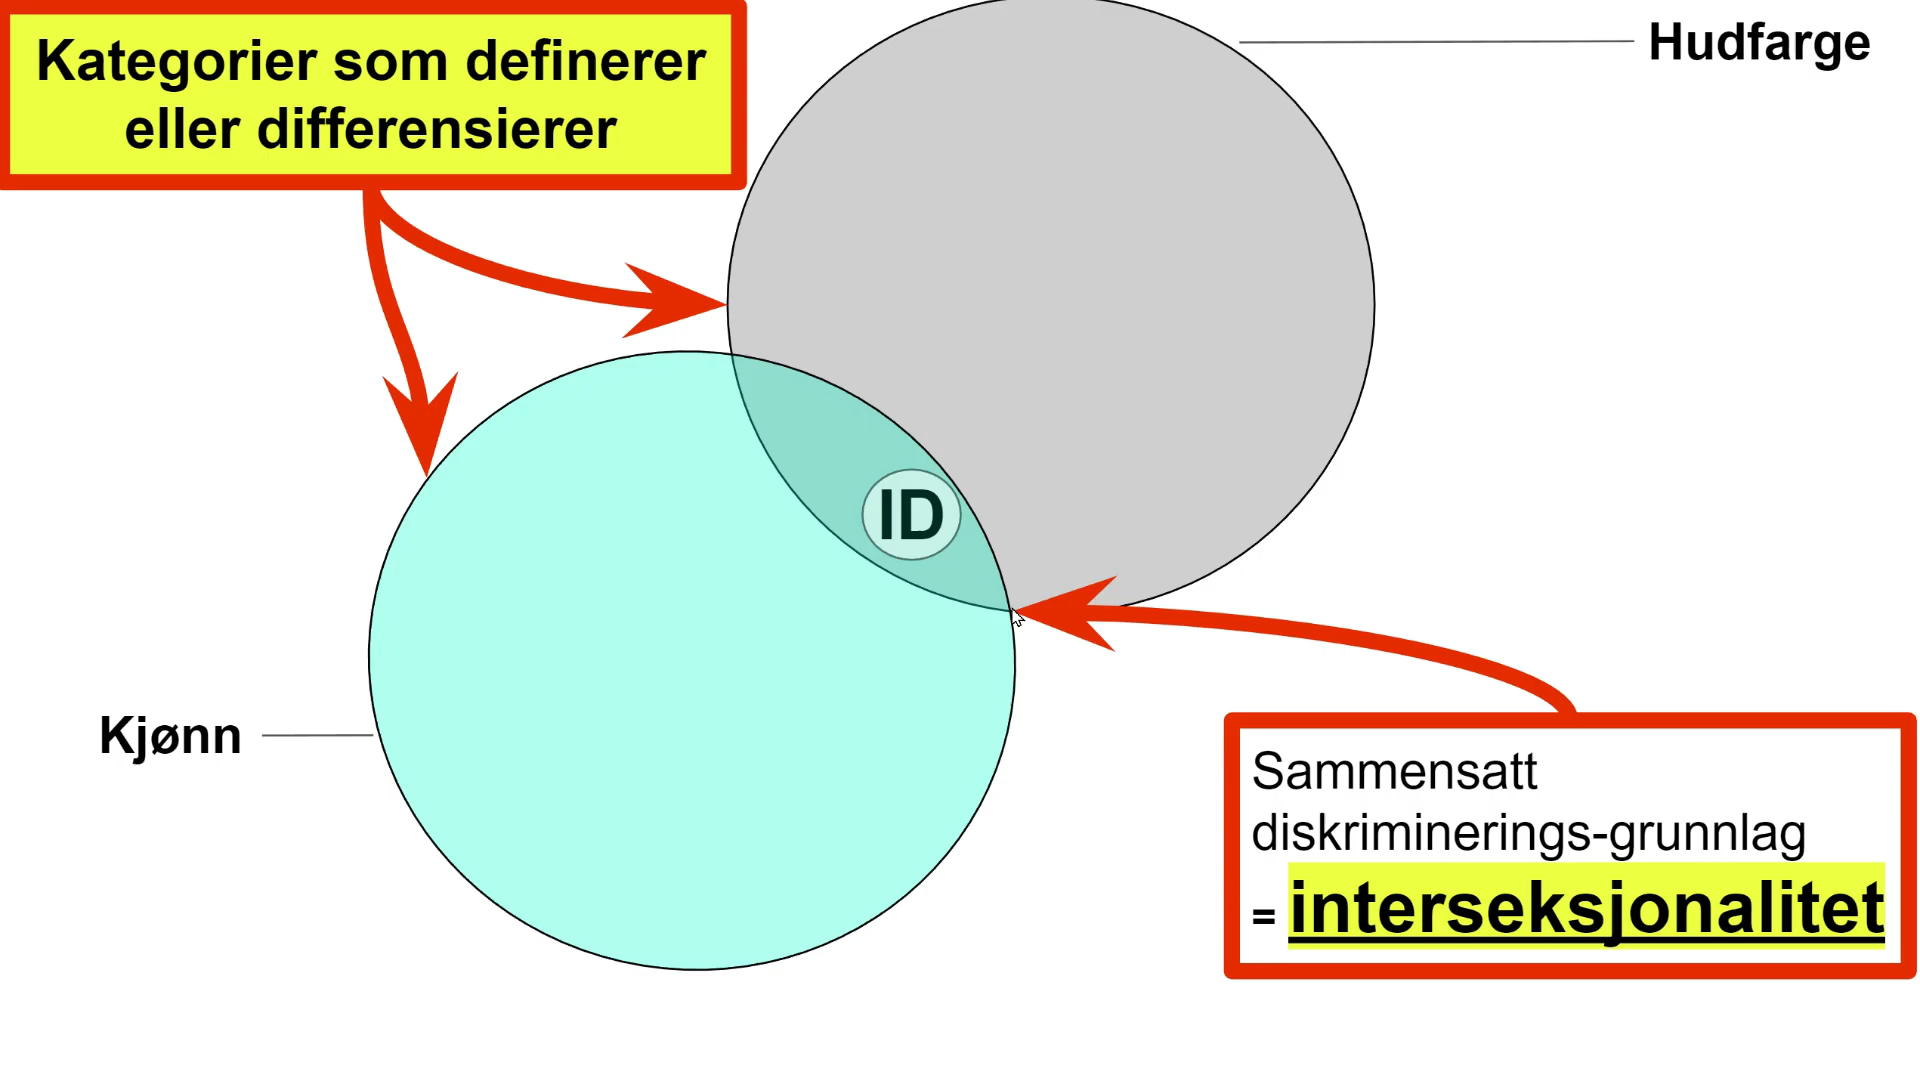 Kategorier som definerer
eller differensierer
Hudfarge
ID
Kjønn
Sammensatt
diskriminerings-grunnlag
= interseksjonalitet